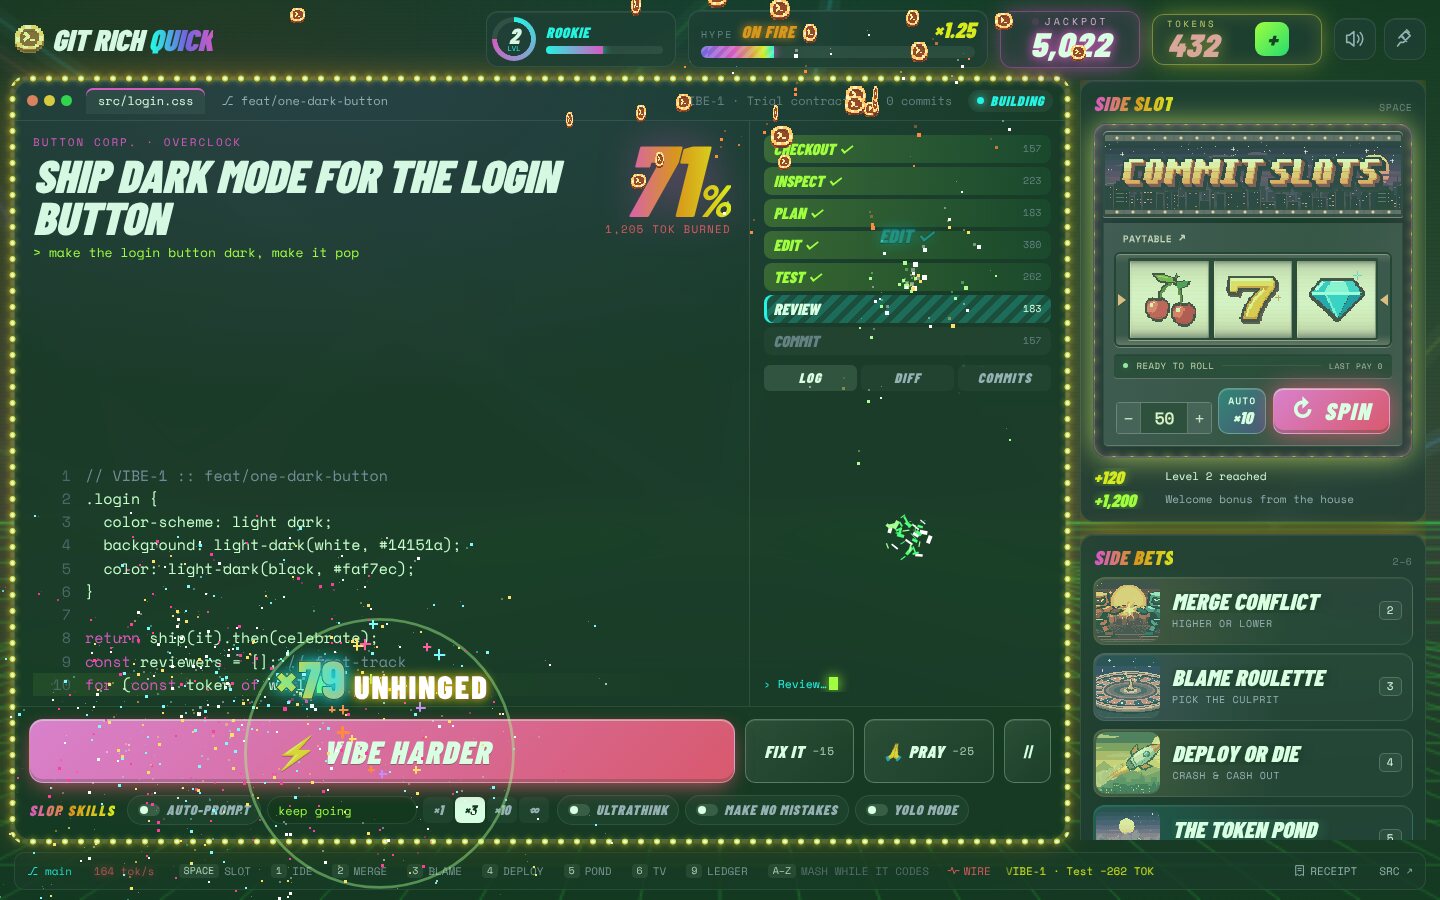 GIT RICH QUICK
2
LVL
ROOKIE
HYPE ON FIRE ×1.25
JACKPOT
5,022
TOKENS
432
+
src/login.css
feat/one-dark-button
0 commits
BUILDING
BUTTON CORP. · OVERCLOCK
SHIP DARK MODE FOR THE LOGIN
BUTTON
71%
1,205 TOK BURNED
> make the login button dark, make it pop
CHECKOUT ✓ 157
INSPECT ✓ 223
PLAN ✓ 183
EDIT ✓ 380
EDIT ✓
TEST ✓ 262
REVIEW 183
COMMIT 157
LOG DIFF COMMITS
1 // VIBE-1 :: feat/one-dark-button
2 .login {
3 color-scheme: light dark;
4 background: light-dark(white, #14151a);
5 color: light-dark(black, #faf7ec);
6 }
7
8 return ship(it).then(celebrate);
9 const reviewers = []; // fast-track
10 for (const token of
×79 UNHINGED
› Review…
⚡ VIBE HARDER
FIX IT -15
🙏 PRAY -25
SLOP SKILLS
AUTO-PROMPT
keep going
×1 ×3 ×10 ∞
ULTRATHINK
MAKE NO MISTAKES
YOLO MODE
SIDE SLOT SPACE
COMMIT SLOTS!
PAYTABLE ↗
7
READY TO ROLL LAST PAY 0
− 50 +
AUTO
×10
SPIN
+120 Level 2 reached
+1,200 Welcome bonus from the house
SIDE BETS 2-6
MERGE CONFLICT
HIGHER OR LOWER
2
BLAME ROULETTE
PICK THE CULPRIT
3
DEPLOY OR DIE
CRASH & CASH OUT
4
THE TOKEN POND
5
main 164 tok/s SPACE SLOT 1 IDE 2 MERGE 3 BLAME 4 DEPLOY 5 POND 6 TV 9 LEDGER A-Z MASH WHILE IT CODES WIRE VIBE-1 · Test -262 TOK RECEIPT SRC ↗